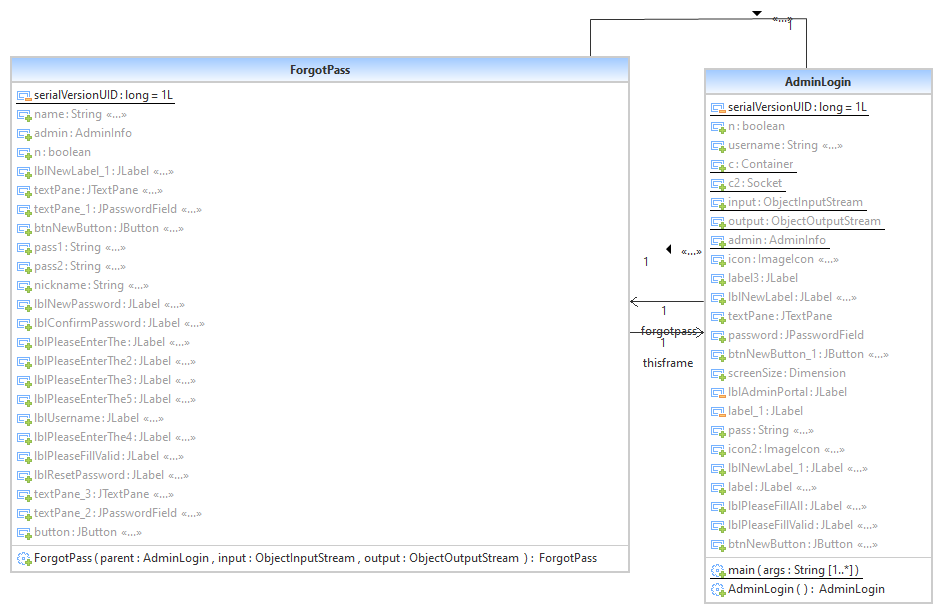 «...»
1
ForgotPass
serialVersionUID : long = 1L
name : String «...»
admin : AdminInfo
n : boolean
lblNewLabel_1 : JLabel «...»
textPane : JTextPane «...»
textPane_1 : JPasswordField «...»
btnNewButton : JButton «...»
pass1 : String «...»
pass2 : String «...»
nickname : String «...»
lblNewPassword : JLabel «...»
lblConfirmPassword : JLabel «...»
lblPleaseEnterThe : JLabel «...»
lblPleaseEnterThe2 : JLabel «...»
lblPleaseEnterThe3 : JLabel «...»
lblPleaseEnterThe5 : JLabel «...»
lblUsername : JLabel «...»
lblPleaseEnterThe4 : JLabel «...»
lblPleaseFillValid : JLabel «...»
lblResetPassword : JLabel «...»
textPane_3 : JTextPane «...»
textPane_2 : JPasswordField «...»
button : JButton «...»
ForgotPass ( parent : AdminLogin , input : ObjectInputStream , output : ObjectOutputStream ) : ForgotPass
«...»
1
1
forgotpass
1
thisframe
AdminLogin
serialVersionUID : long = 1L
n : boolean
username : String «...»
c : Container
c2 : Socket
input : ObjectInputStream
output : ObjectOutputStream
admin : AdminInfo
icon : ImageIcon «...»
label3 : JLabel
lblNewLabel : JLabel «...»
textPane : JTextPane
password : JPasswordField
btnNewButton_1 : JButton «...»
screenSize : Dimension
lblAdminPortal : JLabel
label_1 : JLabel
pass : String «...»
icon2 : ImageIcon «...»
lblNewLabel_1 : JLabel «...»
label : JLabel «...»
lblPleaseFillAll : JLabel «...»
lblPleaseFillValid : JLabel «...»
btnNewButton : JButton «...»
main ( args : String [1..*] )
AdminLogin ( ) : AdminLogin